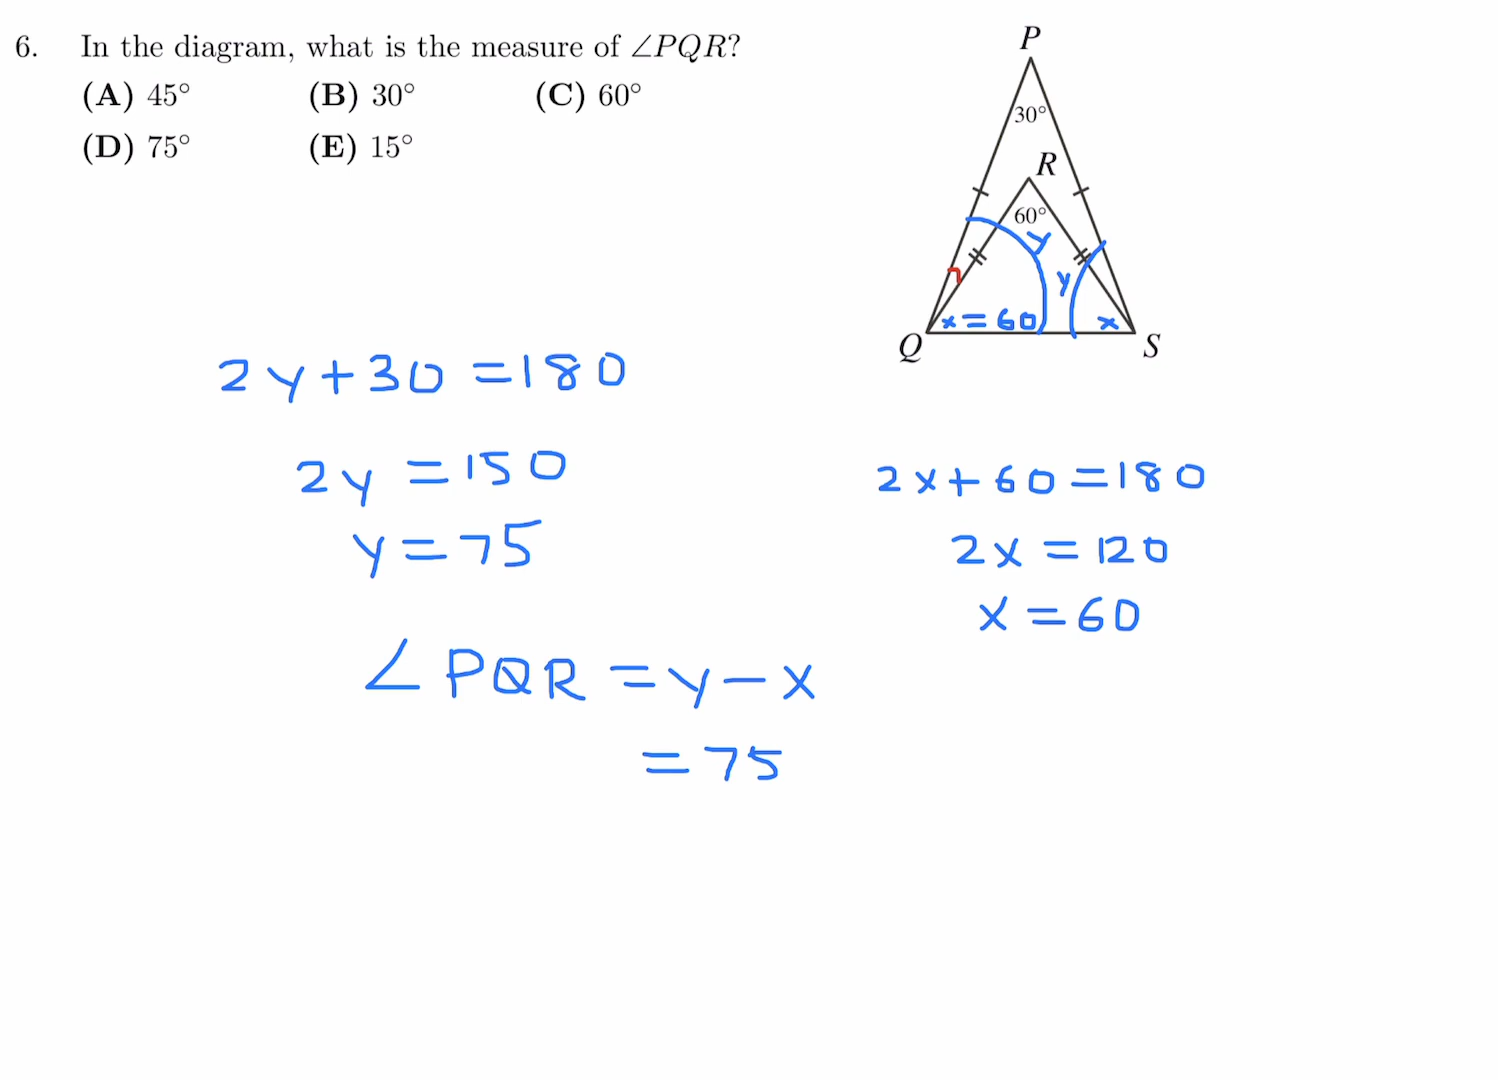 6. In the diagram, what is the measure of ∠PQR?
(A) 45° (B) 30° (C) 60°
(D) 75° (E) 15°
P
30°
R
60°
y
y
x = 60
x
Q
S
2y + 30 = 180
2y = 150
y = 75
2x + 60 = 180
2x = 120
x = 60
∠PQR = y - x
= 75